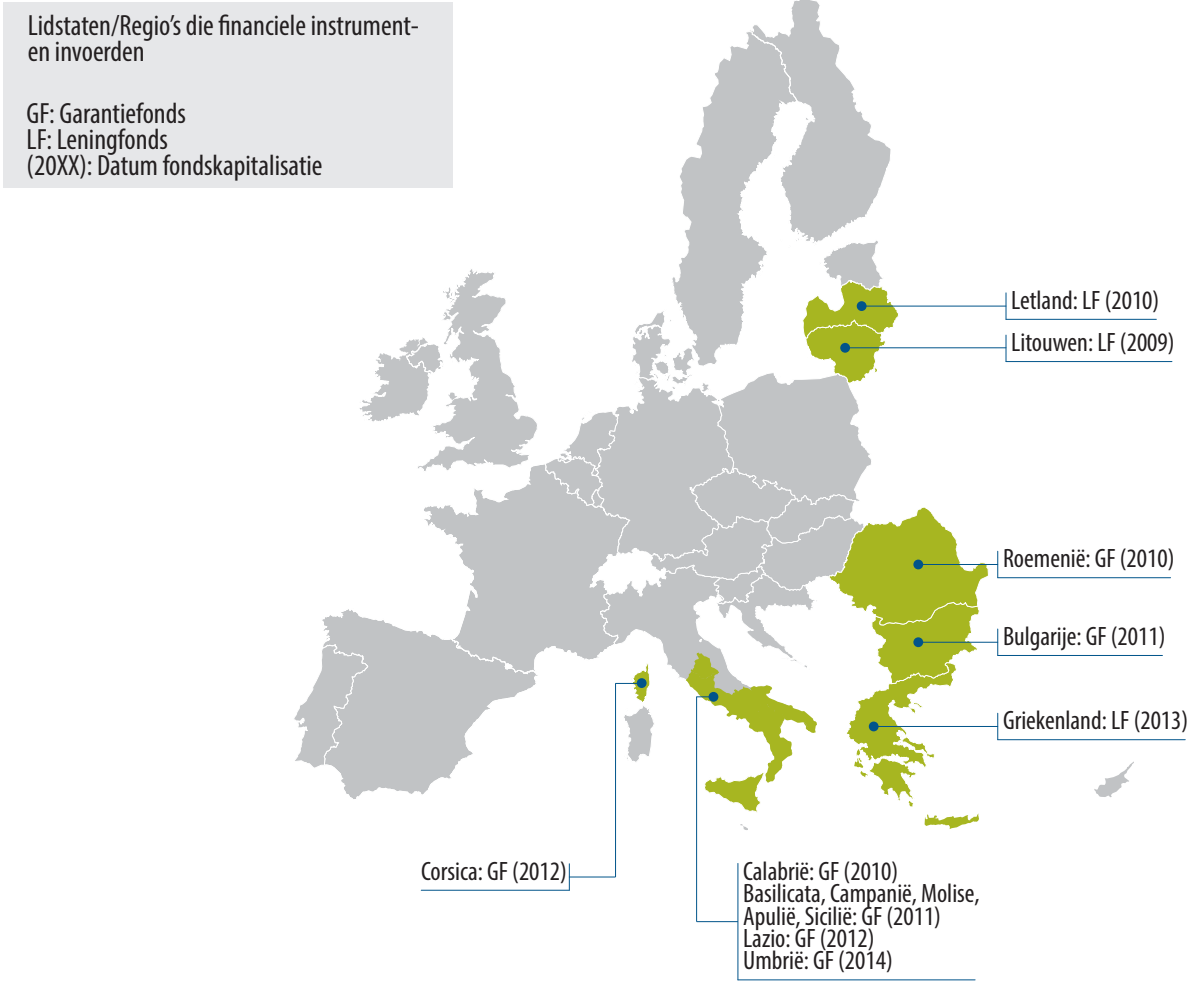 Lidstaten/Regio's die financiele instrument-
en invoerden
GF: Garantiefonds
LF: Leningfonds
(20XX): Datum fondskapitalisatie
Letland: LF (2010)
Litouwen: LF (2009)
Roemenië: GF (2010)
Bulgarije: GF (2011)
Griekenland: LF (2013)
Corsica: GF (2012)
Calabrië: GF (2010)
Basilicata, Campanië, Molise,
Apulië, Sicilië: GF (2011)
Lazio: GF (2012)
Umbrië: GF (2014)